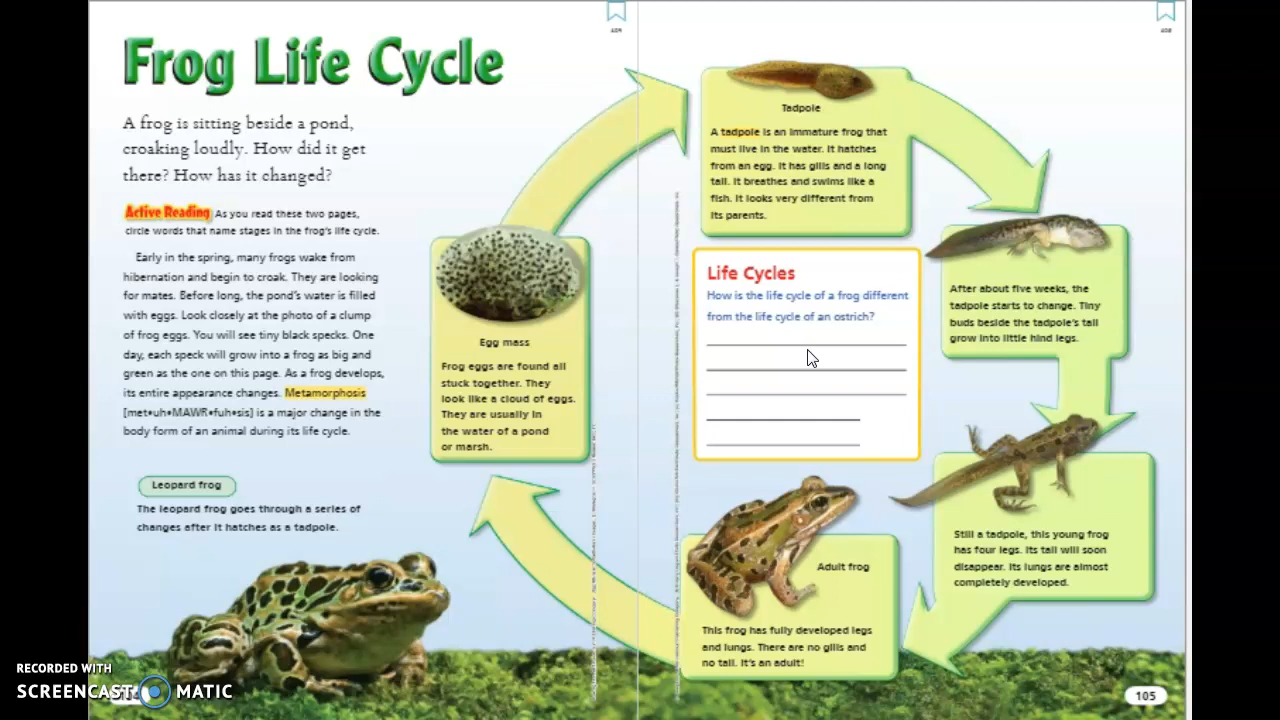 Frog Life Cycle
A frog is sitting beside a pond,
croaking loudly. How did it get
there? How has it changed?
Active Reading As you read these two pages,
circle words that name stages in the frog's life cycle.
Early in the spring, many frogs wake from
hibernation and begin to croak. They are looking
for mates. Before long, the pond's water is filled
with eggs. Look closely at the photo of a clump
of frog eggs. You will see tiny black specks. One
day, each speck will grow into a frog as big and
green as the one on this page. As a frog develops,
its entire appearance changes. Metamorphosis
[met•uh•MAWR•fuh•sis] is a major change in the
body form of an animal during its life cycle.
Leopard frog
The leopard frog goes through a series of
changes after it hatches as a tadpole.
Egg mass
Frog eggs are found all
stuck together. They
look like a cloud of eggs.
They are usually in
the water of a pond
or marsh.
Tadpole
A tadpole is an immature frog that
must live in the water. It hatches
from an egg. It has gills and a long
tail. It breathes and swims like a
fish. It looks very different from
its parents.
After about five weeks, the
tadpole starts to change. Tiny
buds beside the tadpole's tail
grow into little hind legs.
Still a tadpole, this young frog
has four legs. Its tail will soon
disappear. Its lungs are almost
completely developed.
Adult frog
This frog has fully developed legs
and lungs. There are no gills and
no tail. It's an adult!
Life Cycles
How is the life cycle of a frog different
from the life cycle of an ostrich?
105
RECORDED WITH
SCREENCAST MATIC